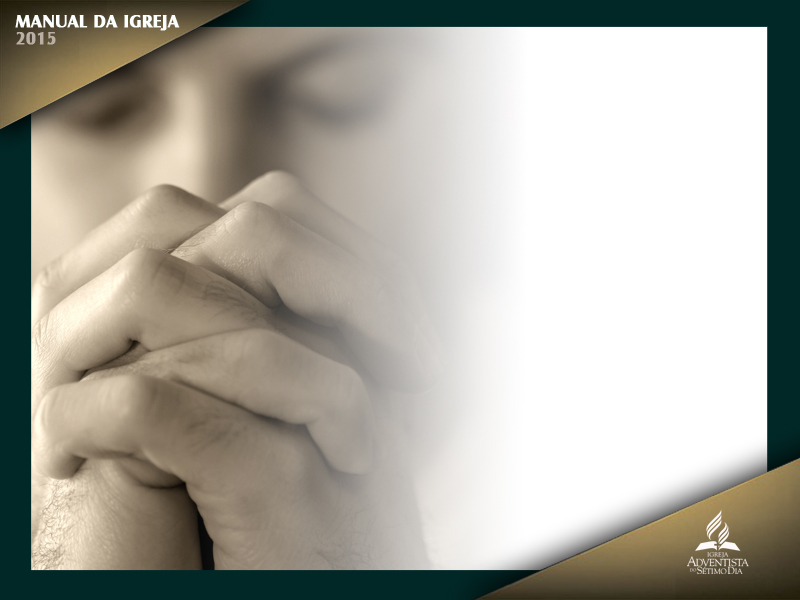 MANUAL DA IGREJA
2015
IGREJA
ADVENTISTA
DO SÉTIMO DIA